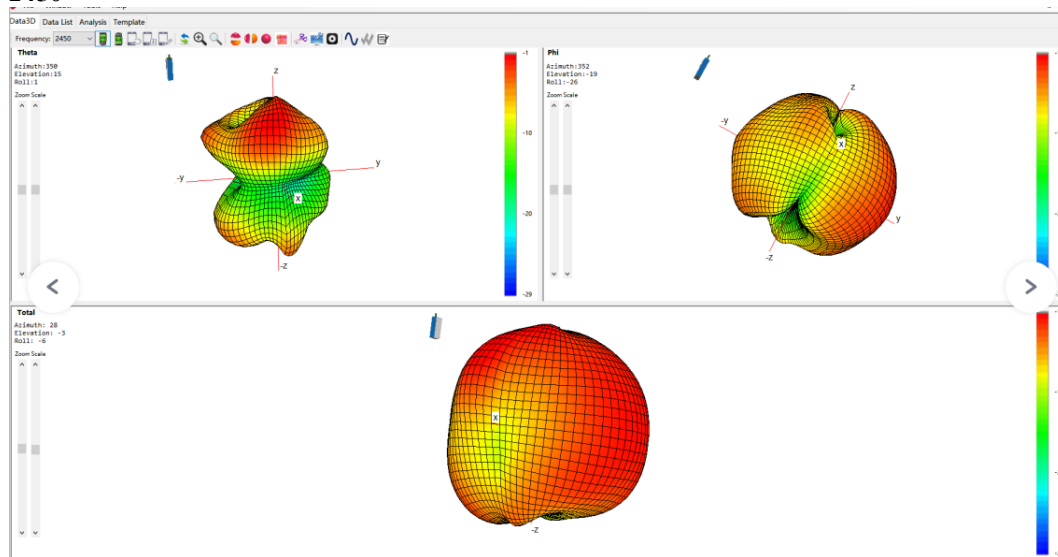 Data3D Data List Analysis Template
Frequency: 2450
Theta
Azimuth:350
Elevation:15
Roll:1
Zoom Scale
z
-y
y
x
-z
-1
-10
-20
-29
Phi
Azimuth:352
Elevation:-19
Roll:-26
Zoom Scale
z
-y
x
y
-z
Total
Azimuth: 28
Elevation: -3
Roll: -6
Zoom Scale
x
-z